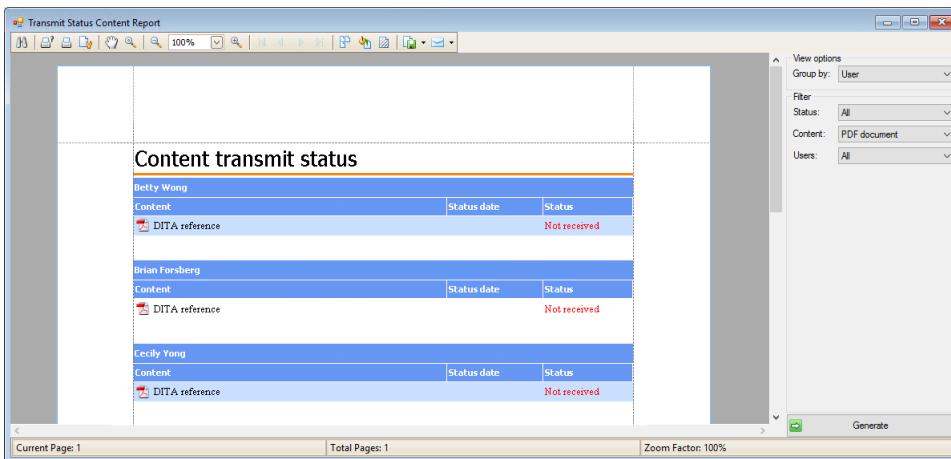 Transmit Status Content Report
100%
View options
Group by: User
Filter
Status: All
Content: PDF document
Users: All
Content transmit status
Betty Wong
Content Status date Status
DITA reference Not received
Brian Forsberg
Content Status date Status
DITA reference Not received
Cecily Yong
Content Status date Status
DITA reference Not received
Generate
Current Page: 1 Total Pages: 1 Zoom Factor: 100%